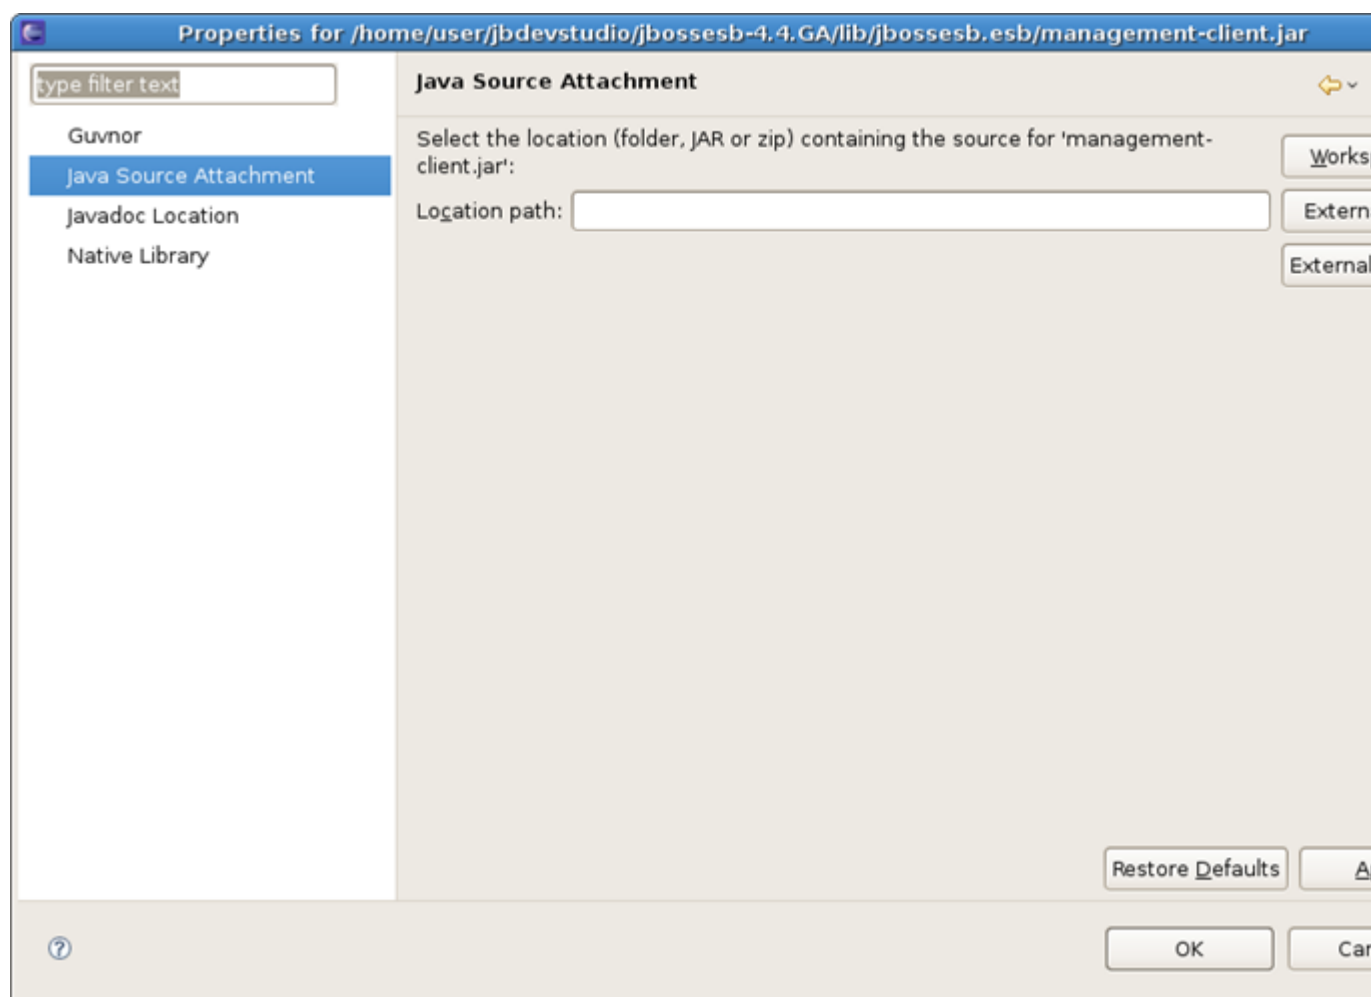 Properties for /home/user/jbdevstudio/jbossesb-4.4.GA/lib/jbossesb.esb/management-client.jar
type filter text
Guvnor
Java Source Attachment
Javadoc Location
Native Library
Java Source Attachment
Select the location (folder, JAR or zip) containing the source for 'management-
client.jar':
Works
Location path:
Extern
External
Restore Defaults
A
OK
Can